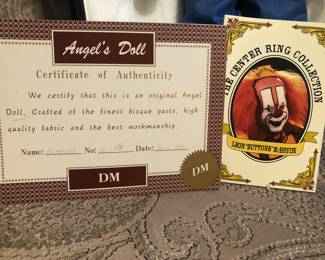 Angel's Doll
Certificate of Authenticity
We certify that this is an original Angel
Doll, Crafted of the finest bisque parts, high
quality fabric and the best workmanship.
Name: No: Date:
DM
DM
THE CENTER RING COLLECTION
LEON "BUTTONS" McBRYDE